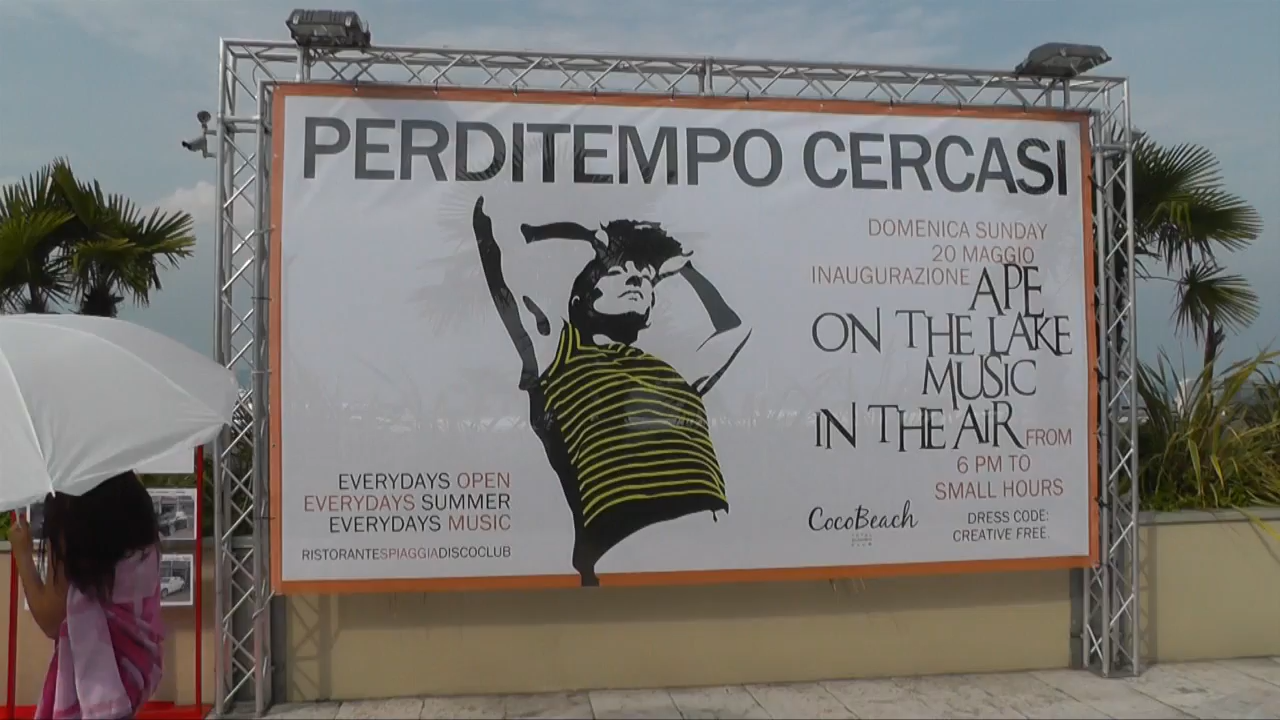 PERDITEMPO CERCASI
DOMENICA SUNDAY
20 MAGGIO
INAUGURAZIONE APE
ON THE LAKE
MUSIC
IN THE AIR FROM
6 PM TO
SMALL HOURS
EVERYDAYS OPEN
EVERYDAYS SUMMER
EVERYDAYS MUSIC
RISTORANTESPIAGGIADISCOCLUB
CocoBeach
DRESS CODE:
CREATIVE FREE.